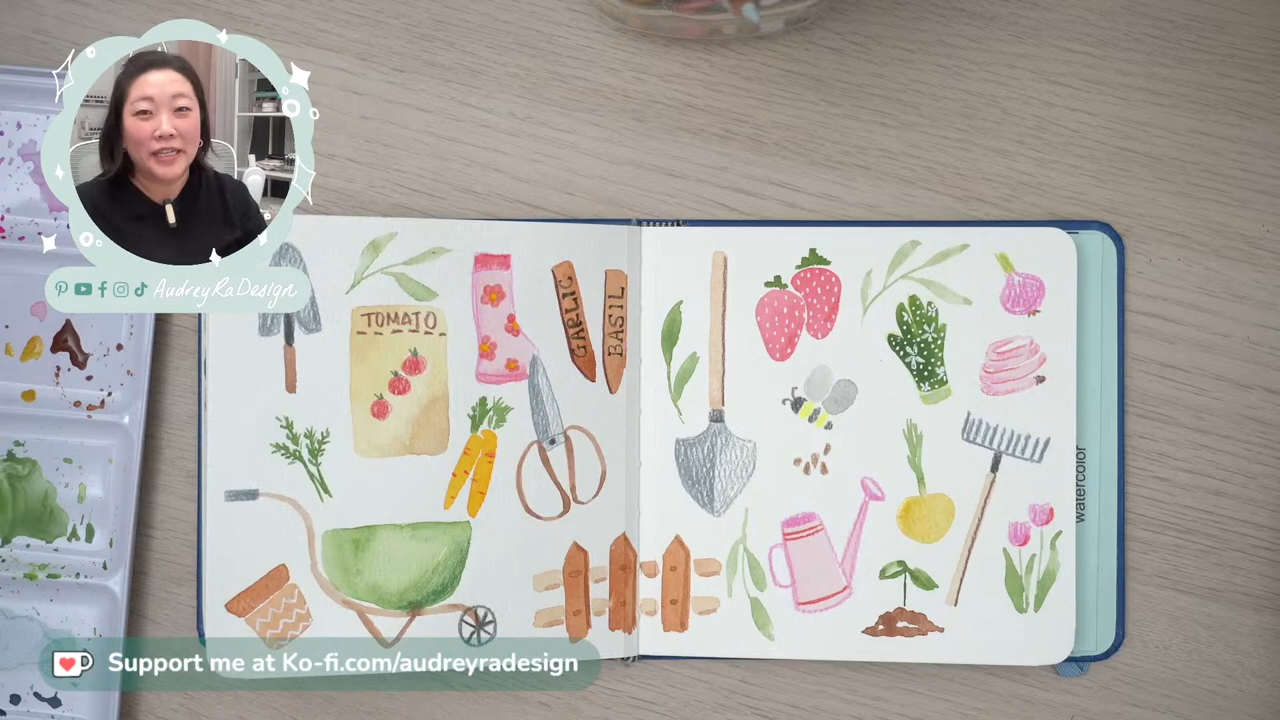 AudreyRaDesign
TOMATO
GARLIC
BASIL
watercolor
Support me at Ko-fi.com/audreyradesign